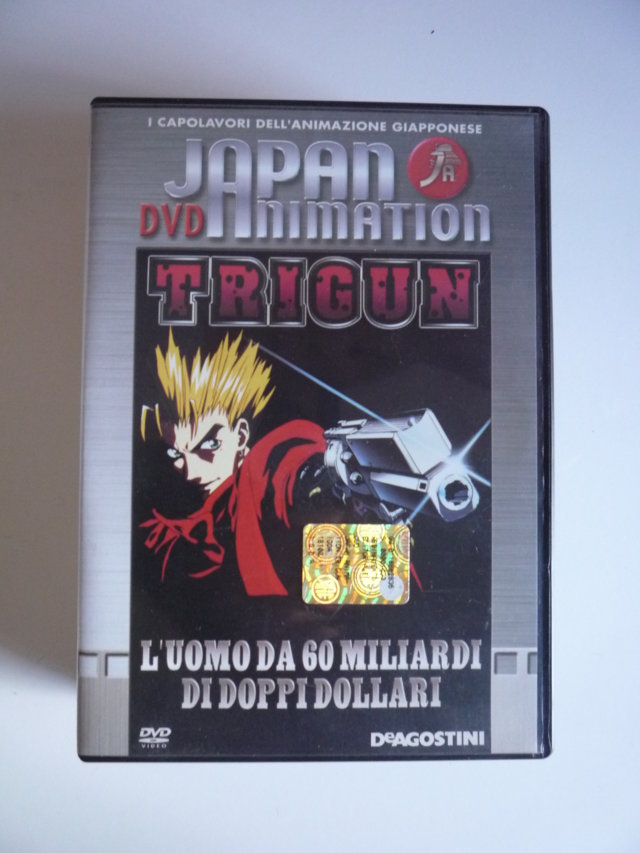 I CAPOLAVORI DELL'ANIMAZIONE GIAPPONESE
JAPAN
DVD ANIMATION
TRIGUN
L'UOMO DA 60 MILIARDI
DI DOPPI DOLLARI
DVD
VIDEO
DEAGOSTINI